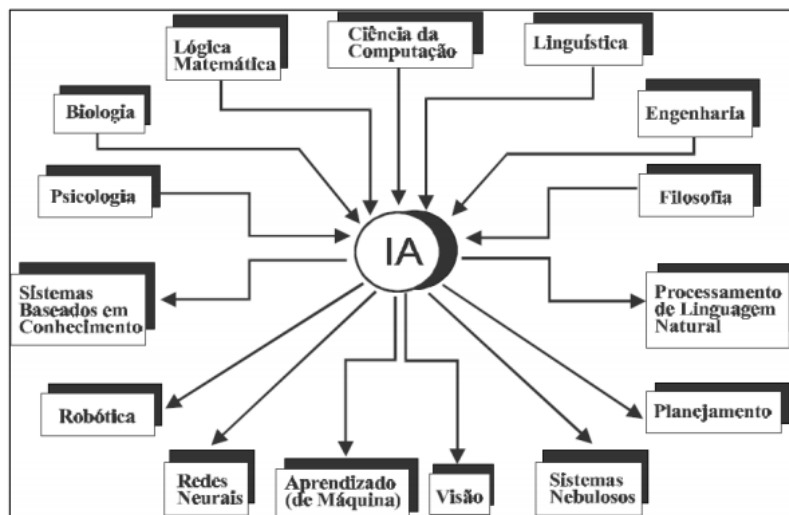 Lógica
Matemática
Ciência da
Computação
Linguística
Biologia
Engenharia
Psicologia
Filosofia
IA
Sistemas
Baseados em
Conhecimento
Processamento
de Linguagem
Natural
Robótica
Planejamento
Redes
Neurais
Aprendizado
(de Máquina)
Visão
Sistemas
Nebulosos